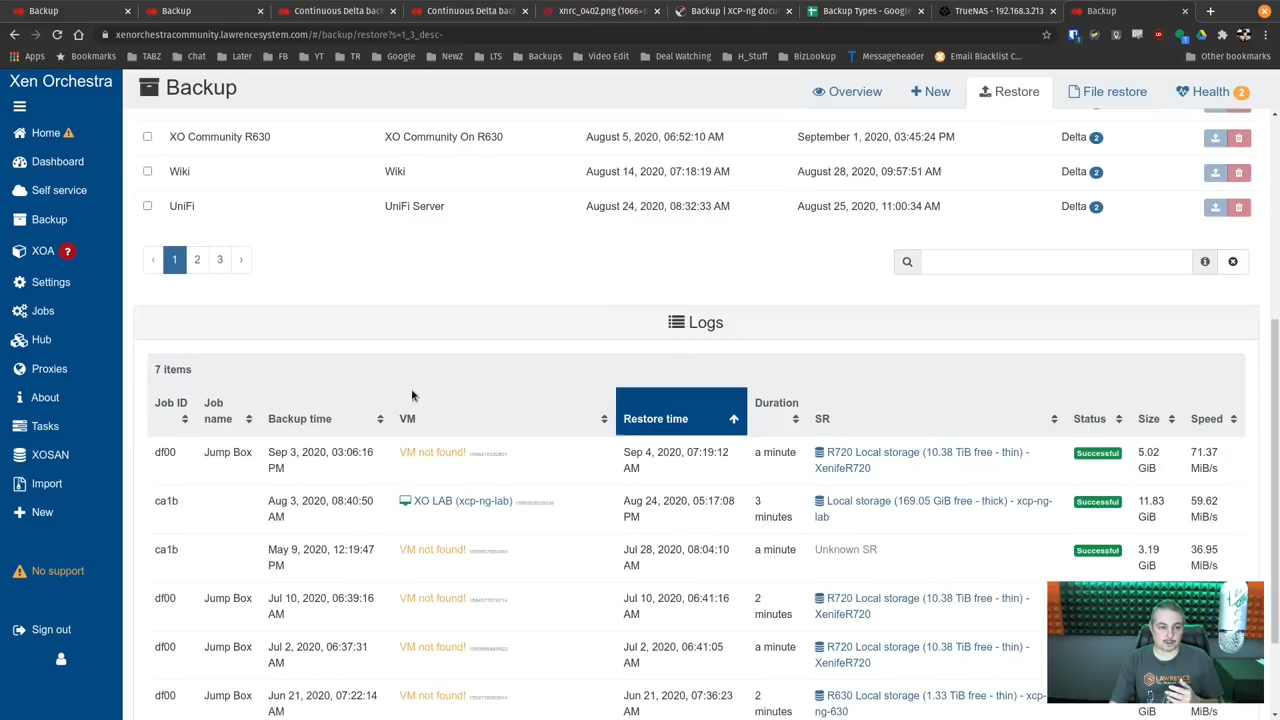 Backup
Backup
Continuous Delta back
Continuous Delta back
xnrc_0402.png (1066×6
Backup | XCP-ng docu
Backup Types - Google
TrueNAS - 192.168.3.213
Backup
xenorchestracommunity.lawrencesystem.com/#/backup/restore?s=1_3_desc-
Apps
Bookmarks
TABZ
Chat
Later
FB
YT
TR
Google
NewZ
LTS
Backups
Video Edit
Deal Watching
H_Stuff
BizLookup
Messageheader
Email Blacklist c...
Other bookmarks
Xen Orchestra
Backup
Overview
New
Restore
File restore
Health 2
Home
Dashboard
Self service
Backup
XOA ?
Settings
Jobs
Hub
Proxies
About
Tasks
XOSAN
Import
New
No support
Sign out
XO Community R630 XO Community On R630 August 5, 2020, 06:52:10 AM September 1, 2020, 03:45:24 PM Delta 2
Wiki Wiki August 14, 2020, 07:18:19 AM August 28, 2020, 09:57:51 AM Delta 2
UniFi UniFi Server August 24, 2020, 08:32:33 AM August 25, 2020, 11:00:34 AM Delta 2
‹ 1 2 3 ›
Logs
7 items
Job ID Job name Backup time VM Restore time Duration SR Status Size Speed
df00 Jump Box Sep 3, 2020, 03:06:16 PM VM not found! Sep 4, 2020, 07:19:12 AM a minute R720 Local storage (10.38 TiB free - thin) - XenifeR720 Successful 5.02 GiB 71.37 MiB/s
ca1b Aug 3, 2020, 08:40:50 AM XO LAB (xcp-ng-lab) Aug 24, 2020, 05:17:08 PM 3 minutes Local storage (169.05 GiB free - thick) - xcp-ng-lab Successful 11.83 GiB 59.62 MiB/s
ca1b May 9, 2020, 12:19:47 PM VM not found! Jul 28, 2020, 08:04:10 AM a minute Unknown SR Successful 3.19 GiB 36.95 MiB/s
df00 Jump Box Jul 10, 2020, 06:39:16 AM VM not found! Jul 10, 2020, 06:41:16 AM 2 minutes R720 Local storage (10.38 TiB free - thin) - XenifeR720
df00 Jump Box Jul 2, 2020, 06:37:31 AM VM not found! Jul 2, 2020, 06:41:05 AM a minute R720 Local storage (10.38 TiB free - thin) - XenifeR720
df00 Jump Box Jun 21, 2020, 07:22:14 AM VM not found! Jun 21, 2020, 07:36:23 AM 2 minutes R630 Local storage (1.33 TiB free - thin) - xcp-ng-630 GiB MiB/s
LAWRENCE